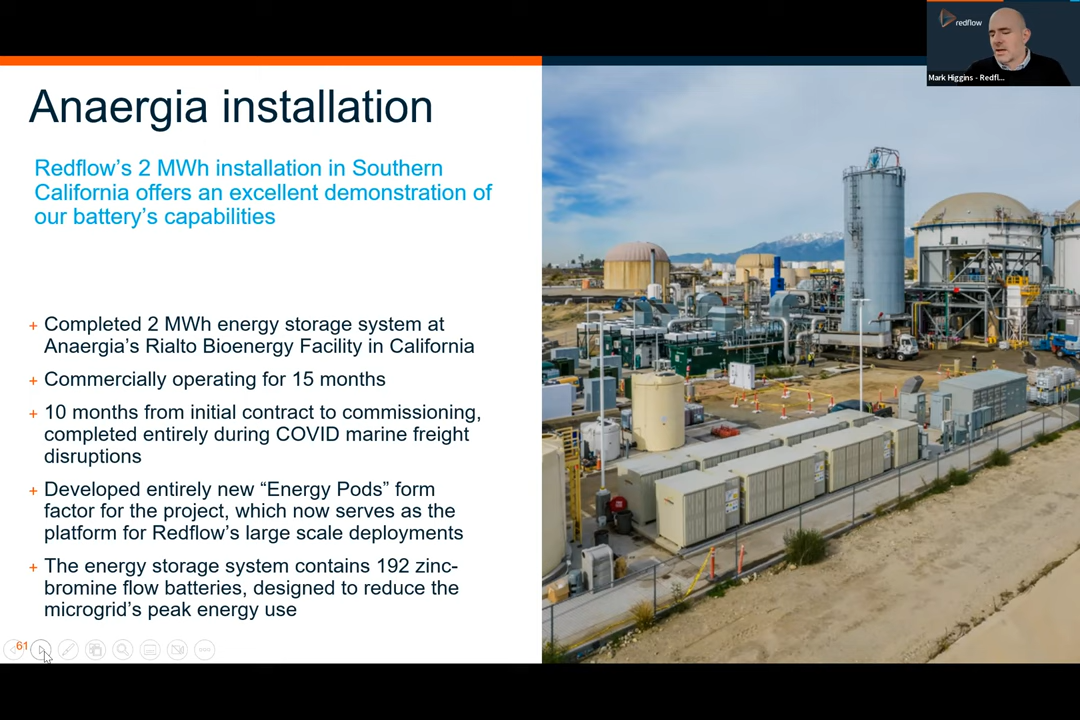 redflow
Mark Higgins - Redfl...
Anaergia installation
Redflow's 2 MWh installation in Southern
California offers an excellent demonstration of
our battery's capabilities
+ Completed 2 MWh energy storage system at
Anaergia's Rialto Bioenergy Facility in California
+ Commercially operating for 15 months
+ 10 months from initial contract to commissioning,
completed entirely during COVID marine freight
disruptions
+ Developed entirely new “Energy Pods” form
factor for the project, which now serves as the
platform for Redflow's large scale deployments
+ The energy storage system contains 192 zinc-
bromine flow batteries, designed to reduce the
microgrid's peak energy use
61